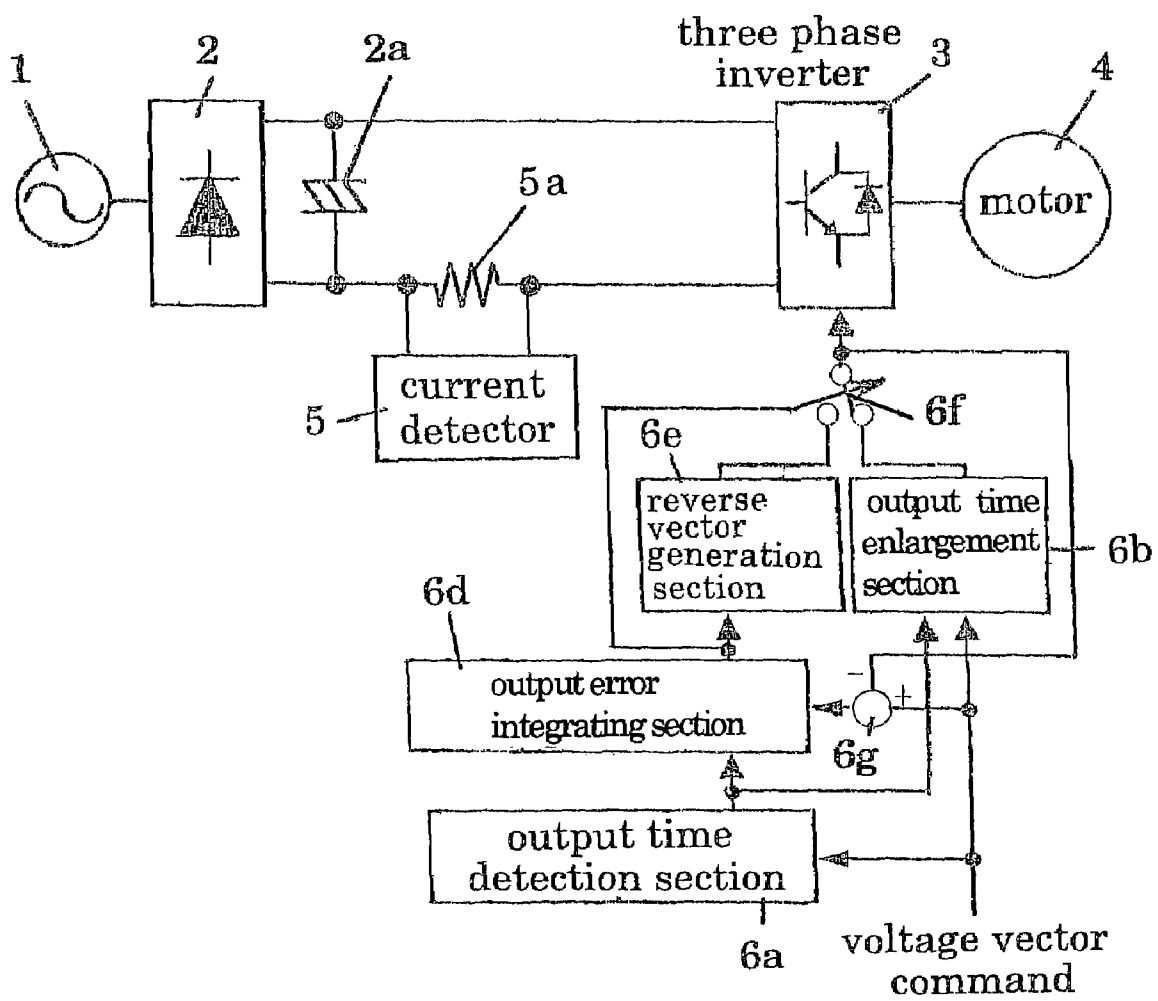 three phase
inverter
1
2
2a
3
4
5a
motor
current
detector
5
6f
6e
reverse
vector
generation
section
output time
enlargement
section
6b
6d
output error
integrating section
-
+
6g
output time
detection section
6a
voltage vector
command